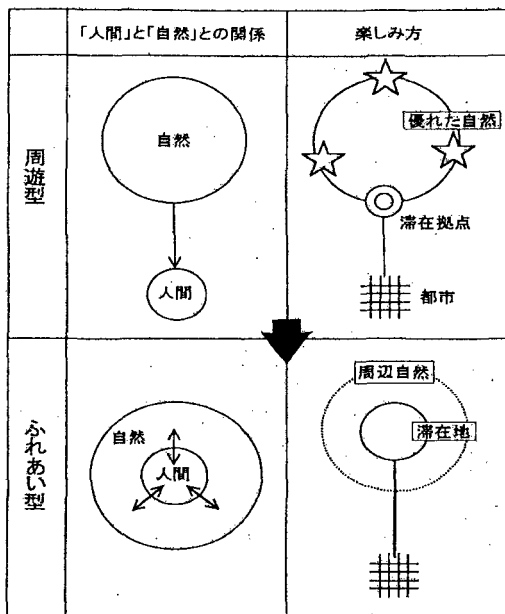 「人間」と「自然」との関係
楽しみ方
周遊型
自然
人間
優れた自然
滞在拠点
都市
ふれあい型
自然
人間
周辺自然
滞在地